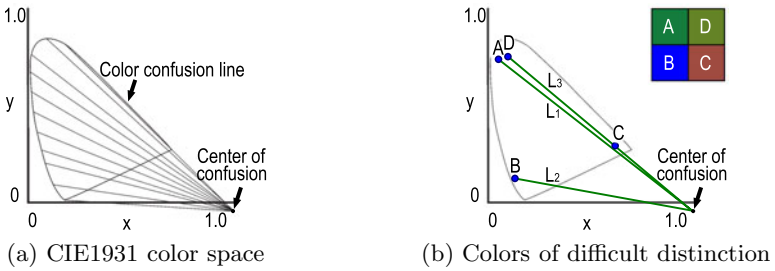 1.0
Color confusion line
y
Center of
confusion
0
0
x
1.0
(a) CIE1931 color space
1.0
A D
A D
B C
L3
L1
y
C
Center of
confusion
B
L2
0
0
x
1.0
(b) Colors of difficult distinction